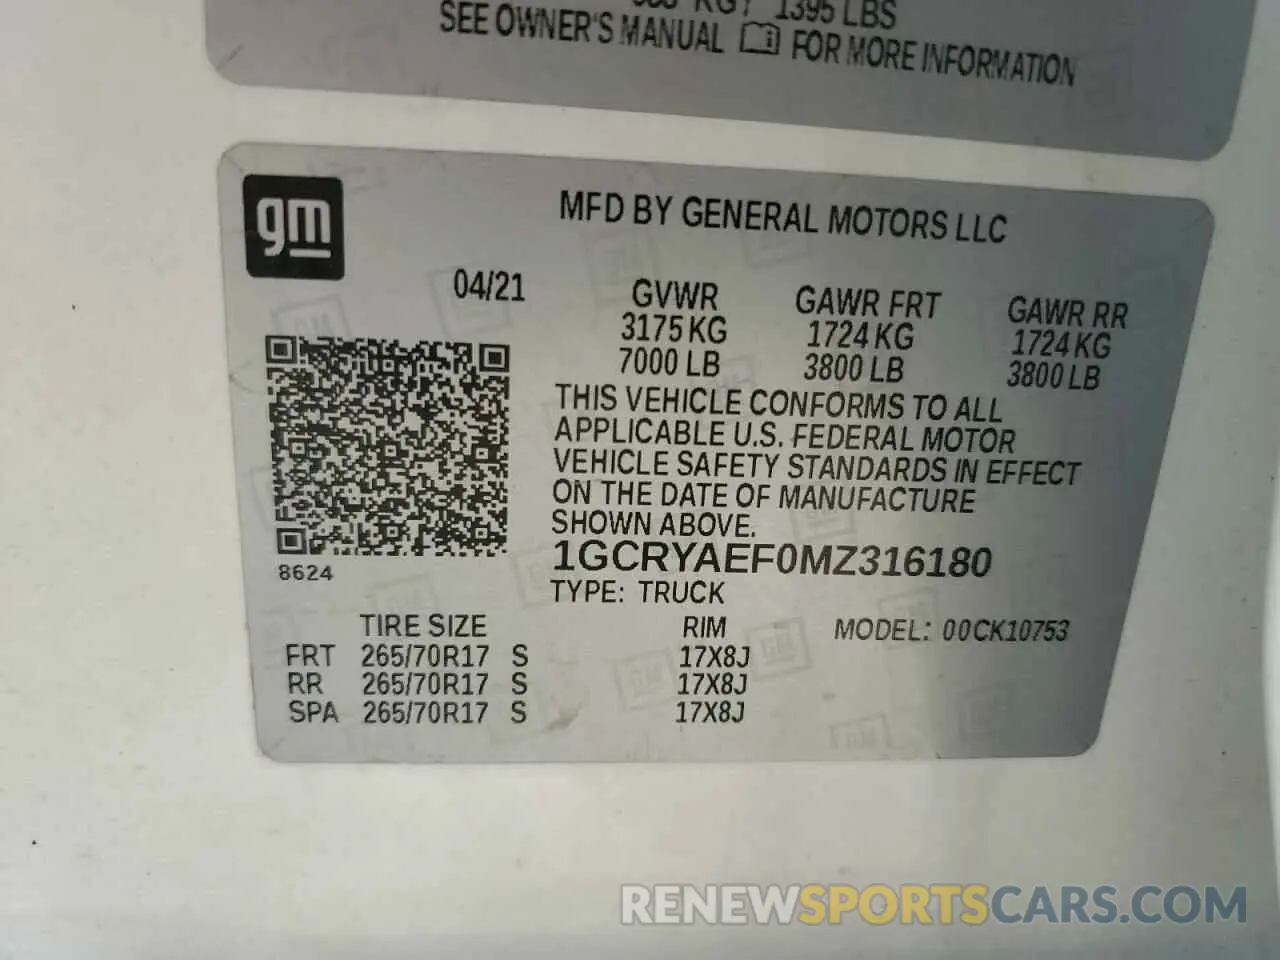 KG, 1395 LBS
SEE OWNER'S MANUAL FOR MORE INFORMATION
gm
MFD BY GENERAL MOTORS LLC
04/21 GVWR GAWR FRT GAWR RR
3175 KG 1724 KG 1724 KG
7000 LB 3800 LB 3800 LB
THIS VEHICLE CONFORMS TO ALL
APPLICABLE U.S. FEDERAL MOTOR
VEHICLE SAFETY STANDARDS IN EFFECT
ON THE DATE OF MANUFACTURE
SHOWN ABOVE.
1GCRYAEF0MZ316180
8624
TYPE: TRUCK
TIRE SIZE RIM MODEL: 00CK10753
FRT 265/70R17 S 17X8J
RR 265/70R17 S 17X8J
SPA 265/70R17 S 17X8J
RENEWSPORTSCARS.COM